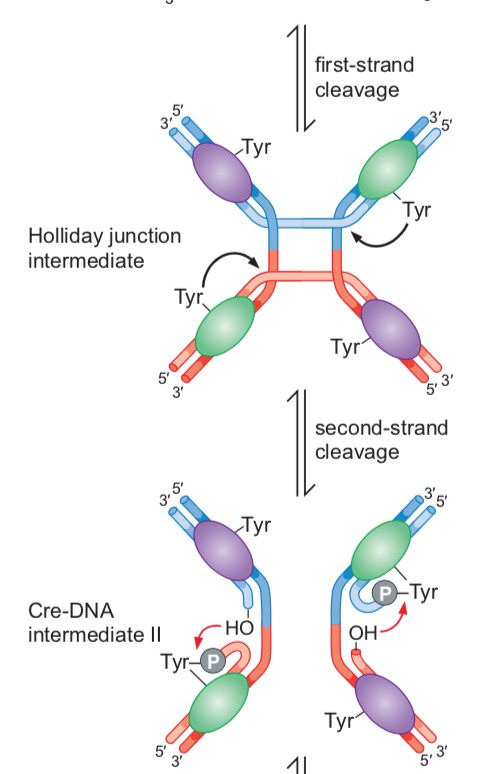 first-strand
cleavage
5′
3′
3′
5′
Tyr
Tyr
Holliday junction
intermediate
Tyr
Tyr
5′
3′
3′
5′
second-strand
cleavage
5′
3′
3′
5′
Tyr
P
Tyr
Cre-DNA
intermediate II
HO
OH
Tyr
P
Tyr
5′
3′
3′
5′